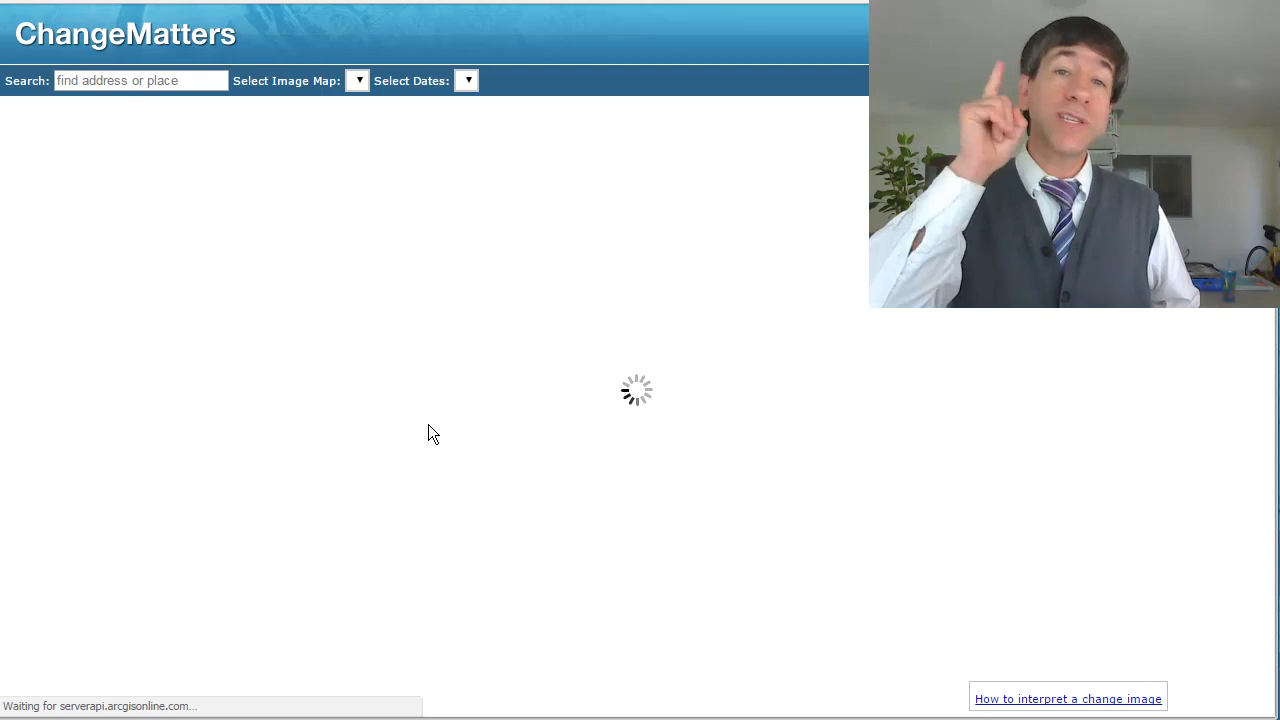 ChangeMatters
Search: find address or place Select Image Map: Select Dates:
How to interpret a change image
Waiting for serverapi.arcgisonline.com...